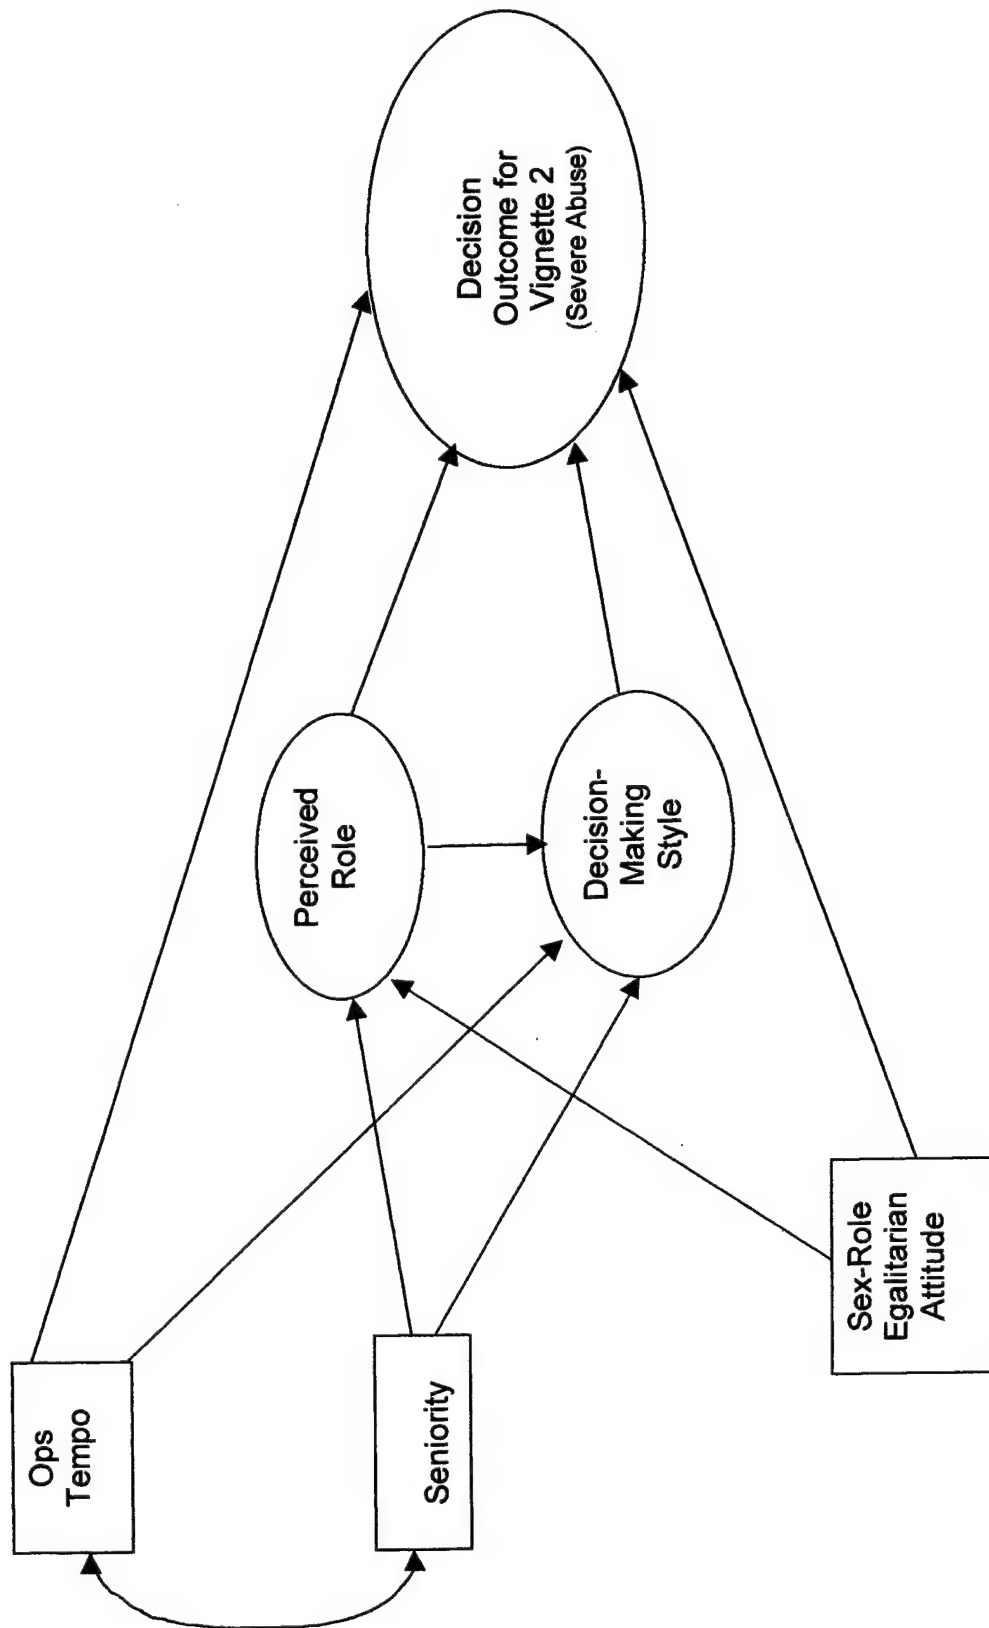 Ops
Tempo
Seniority
Sex-Role
Egalitarian
Attitude
Perceived
Role
Decision-
Making
Style
Decision
Outcome for
Vignette 2
(Severe Abuse)